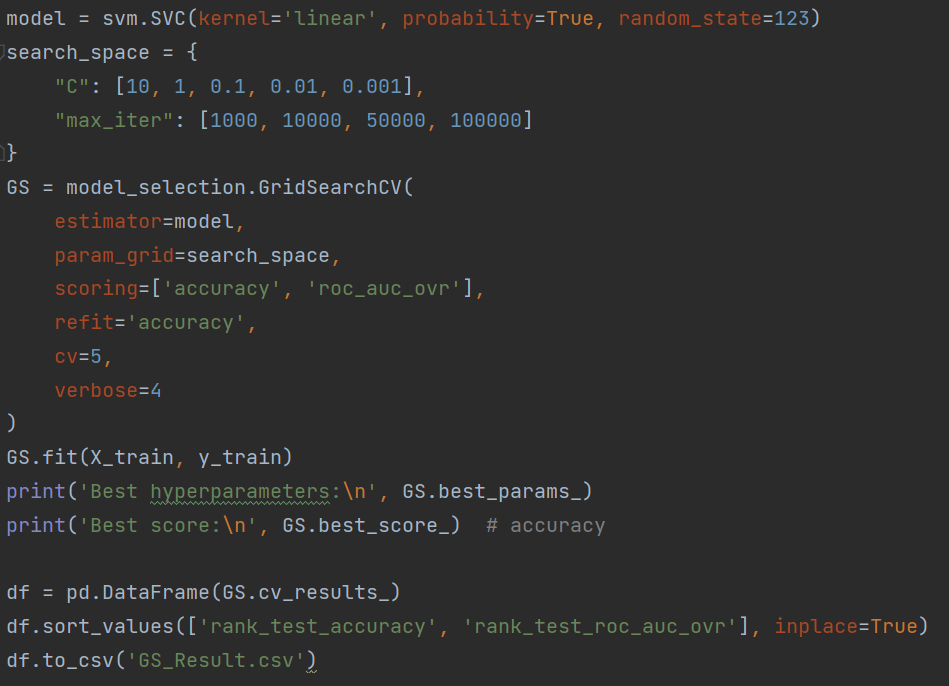 model = svm.SVC(kernel='linear', probability=True, random_state=123)
search_space = {
    "C": [10, 1, 0.1, 0.01, 0.001],
    "max_iter": [1000, 10000, 50000, 100000]
}
GS = model_selection.GridSearchCV(
    estimator=model,
    param_grid=search_space,
    scoring=['accuracy', 'roc_auc_ovr'],
    refit='accuracy',
    cv=5,
    verbose=4
)
GS.fit(X_train, y_train)
print('Best hyperparameters:\n', GS.best_params_)
print('Best score:\n', GS.best_score_)  # accuracy

df = pd.DataFrame(GS.cv_results_)
df.sort_values(['rank_test_accuracy', 'rank_test_roc_auc_ovr'], inplace=True)
df.to_csv('GS_Result.csv')